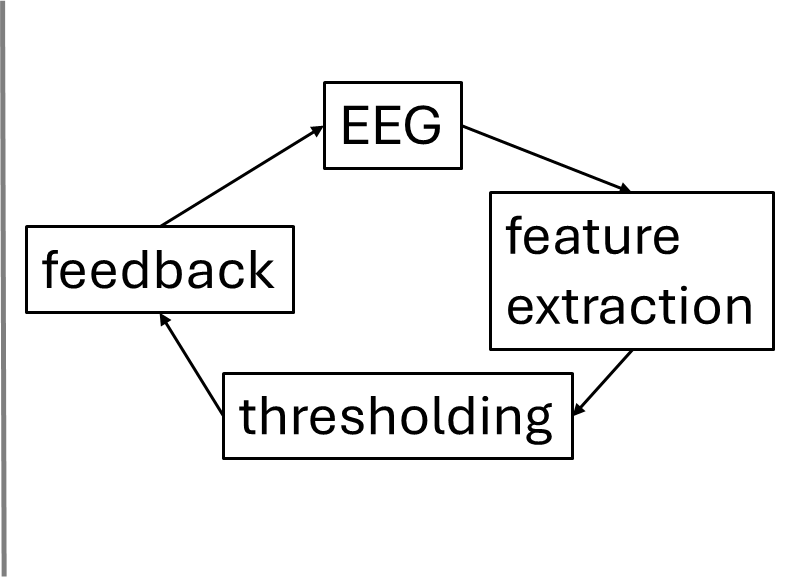 EEG
feature
extraction
feedback
thresholding